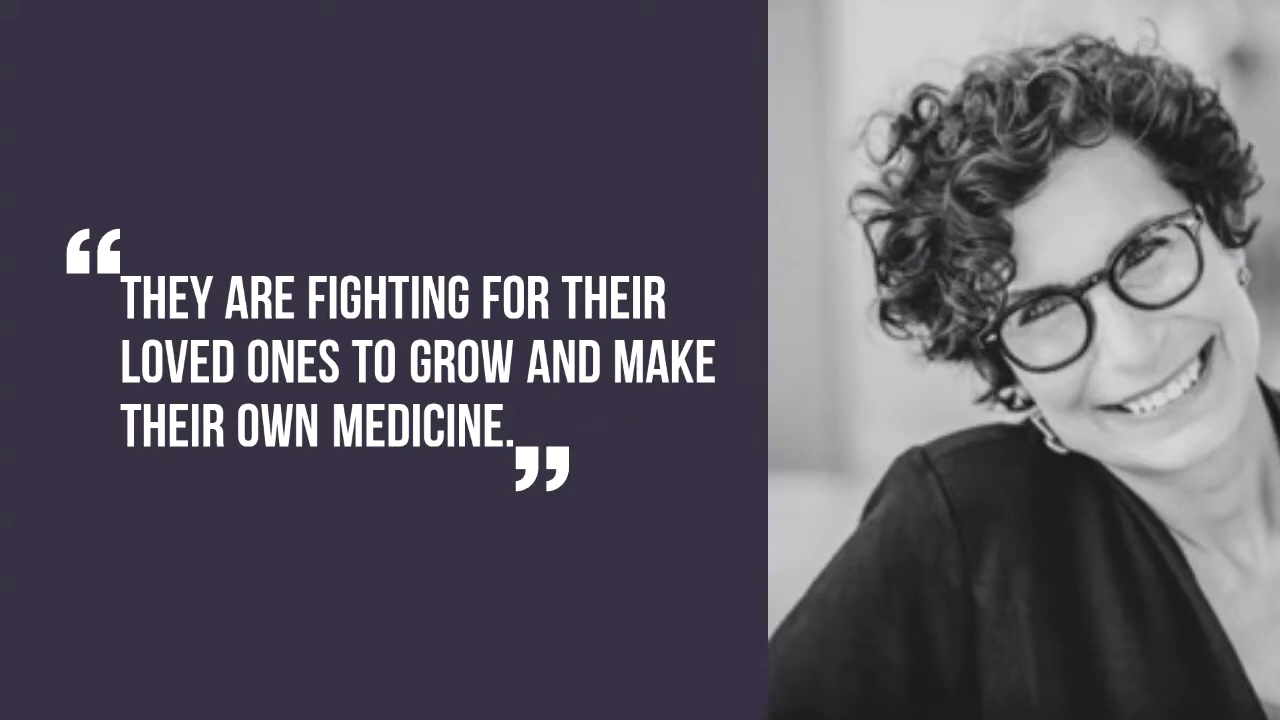 “THEY ARE FIGHTING FOR THEIR
LOVED ONES TO GROW AND MAKE
THEIR OWN MEDICINE.”